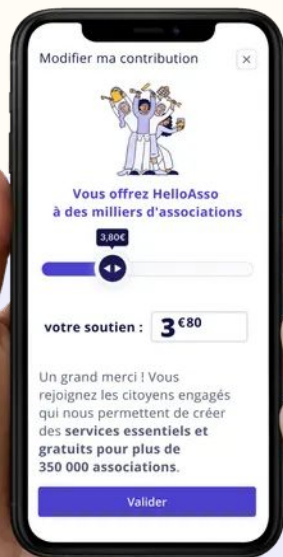 Modifier ma contribution
Vous offrez HelloAsso
à des milliers d'associations
3,80€
votre soutien : 3 €80
Un grand merci ! Vous
rejoignez les citoyens engagés
qui nous permettent de créer
des services essentiels et
gratuits pour plus de
350 000 associations.
Valider